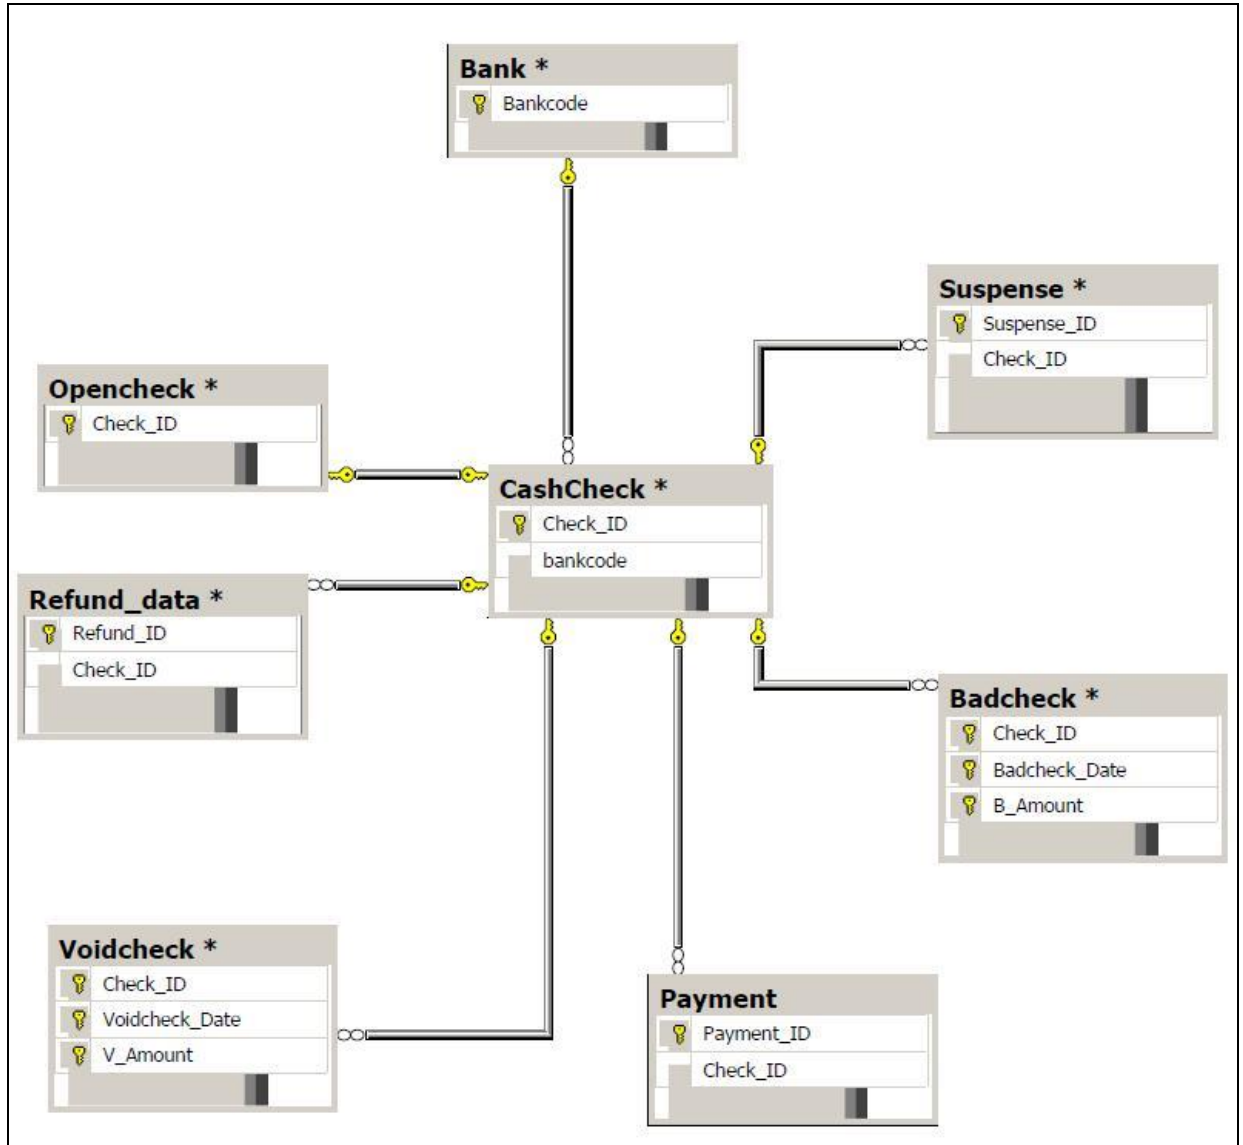 Bank *
Bankcode
Suspense *
Suspense_ID
Check_ID
Opencheck *
Check_ID
CashCheck *
Check_ID
bankcode
Refund_data *
Refund_ID
Check_ID
Badcheck *
Check_ID
Badcheck_Date
B_Amount
Voidcheck *
Check_ID
Voidcheck_Date
V_Amount
Payment
Payment_ID
Check_ID